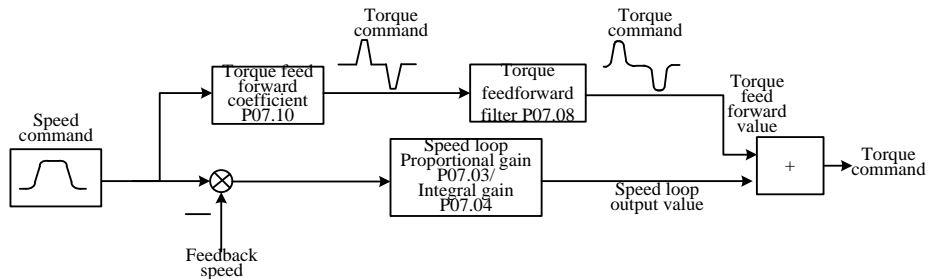 Speed
command
Torque feed
forward
coefficient
P07.10
Torque
command
Torque
feedforward
filter P07.08
Torque
command
Torque
feed
forward
value
Speed loop
Proportional gain
P07.03/
Integral gain
P07.04
Speed loop
output value
+
Torque
command
Feedback
speed